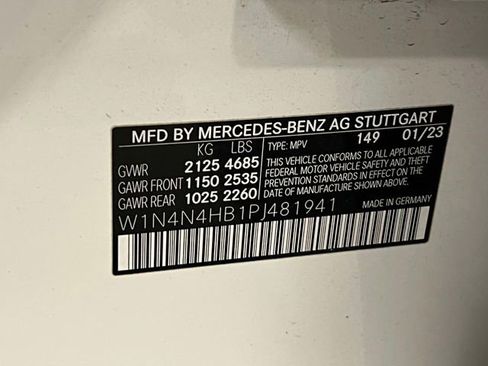 MFD BY MERCEDES-BENZ AG STUTTGART
KG LBS TYPE: MPV 149 01/23
GVWR 2125 4685
GAWR FRONT 1150 2535
GAWR REAR 1025 2260
THIS VEHICLE CONFORMS TO ALL APPLICABLE
FEDERAL MOTOR VEHICLE SAFETY AND THEFT
PREVENTION STANDARDS IN EFFECT ON THE
DATE OF MANUFACTURE SHOWN ABOVE.
W1N4N4HB1PJ481941
MADE IN GERMANY